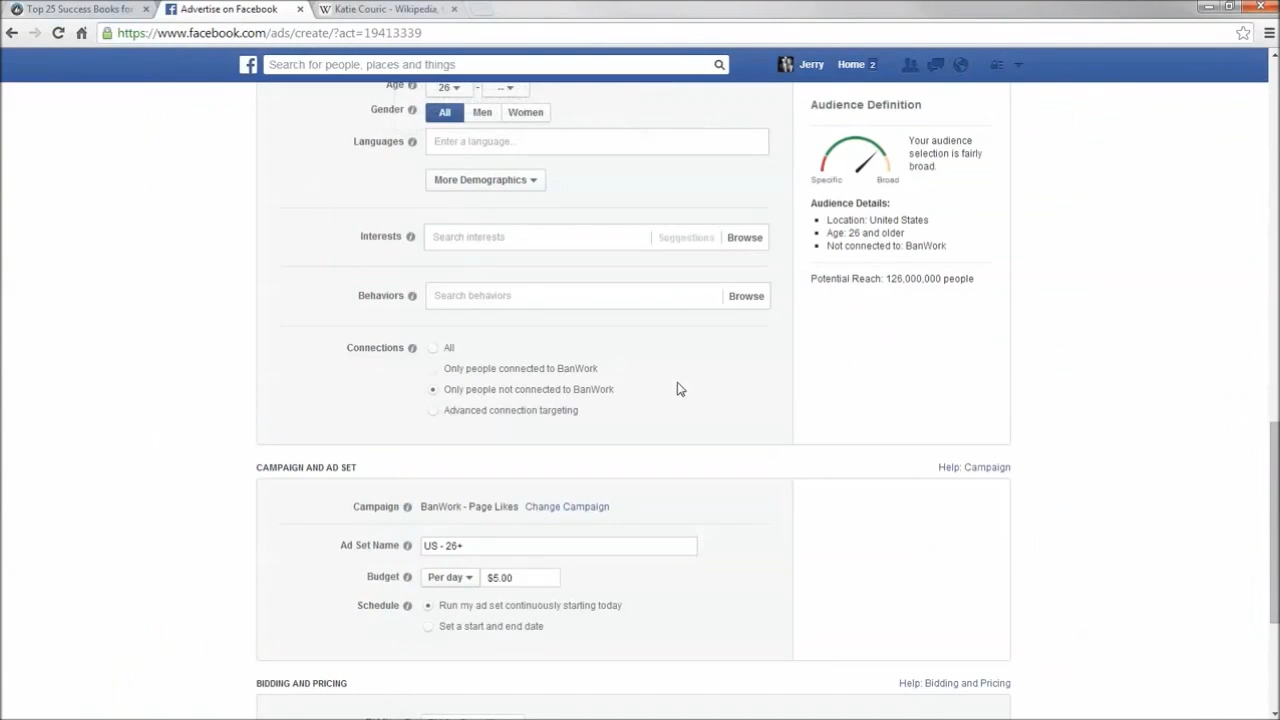 Top 25 Success Books for
Advertise on Facebook
Katie Couric - Wikipedia,
https://www.facebook.com/ads/create/?act=19413339
Search for people, places and things
Jerry
Home 2
Age
26
-
--
Gender
All
Men
Women
Languages
Enter a language...
More Demographics
Interests
Search interests
Suggestions
Browse
Behaviors
Search behaviors
Browse
Connections
All
Only people connected to BanWork
Only people not connected to BanWork
Advanced connection targeting
Audience Definition
Your audience
selection is fairly
broad.
Specific
Broad
Audience Details:
Location: United States
Age: 26 and older
Not connected to: BanWork
Potential Reach: 126,000,000 people
CAMPAIGN AND AD SET
Help: Campaign
Campaign
BanWork - Page Likes
Change Campaign
Ad Set Name
US - 26+
Budget
Per day
$5.00
Schedule
Run my ad set continuously starting today
Set a start and end date
BIDDING AND PRICING
Help: Bidding and Pricing